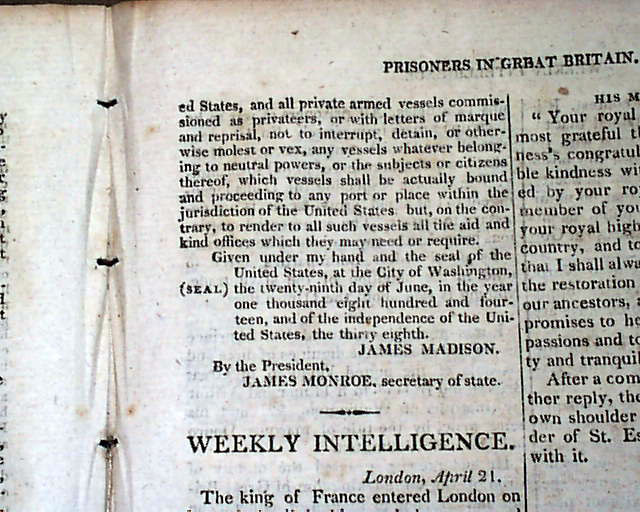 PRISONERS IN GREAT BRITAIN.
ed States, and all private armed vessels commis-
sioned as privateers, or with letters of marque
and reprisal, not to interrupt, detain, or other-
wise molest or vex, any vessels whatever belong-
ing to neutral powers, or the subjects or citizens
thereof, which vessels shall be actually bound
and proceeding to any port or place within the
jurisdiction of the United States but, on the con-
trary, to render to all such vessels all the aid and
kind offices which they may need or require.
Given under my hand and the seal of the
United States, at the City of Washington,
(SEAL) the twenty-ninth day of June, in the year
one thousand eight hundred and four-
teen, and of the independence of the Uni-
ted States, the thirty eighth.
JAMES MADISON.
By the President,
JAMES MONROE, secretary of state.
WEEKLY INTELLIGENCE.
London, April 21.
The king of France entered London on
HIS M
" Your royal
most grateful t
ness's congratul
ble kindness wi
ed by your ro
member of you
your royal high
country, and to
that I shall alwa
the restoration
our ancestors,
promises to he
passions and to
ty and tranquil
After a com
ther reply, the
own shoulder
der of St. Es
with it.